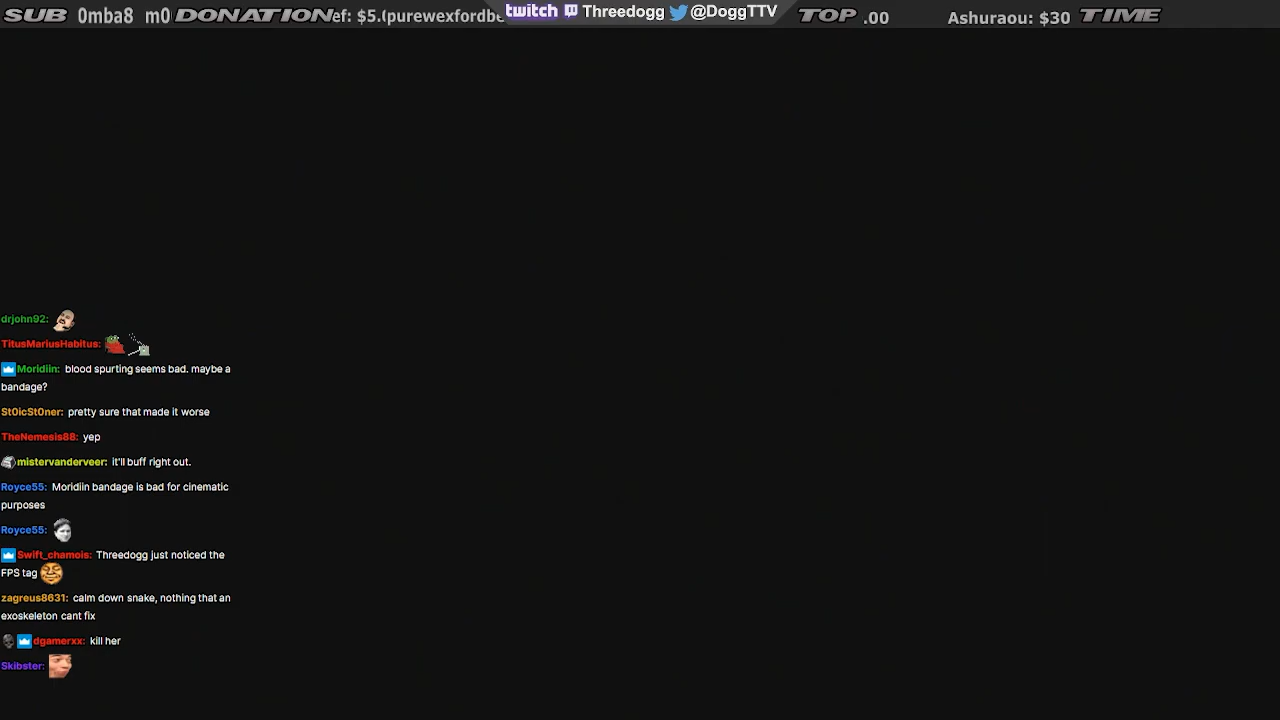 SUB 0mba8 m0 DONATION ef: $5.(purewexfordbe twitch Threedogg @DoggTTV TOP .00 Ashuraou: $30 TIME
drjohn92:
TitusMariusHabitus:
Moridiin: blood spurting seems bad. maybe a
bandage?
St0icSt0ner: pretty sure that made it worse
TheNemesis88: yep
mistervanderveer: it'll buff right out.
Royce55: Moridiin bandage is bad for cinematic
purposes
Royce55:
Swift_chamois: Threedogg just noticed the
FPS tag
zagreus8631: calm down snake, nothing that an
exoskeleton cant fix
dgamerxx: kill her
Skibster: